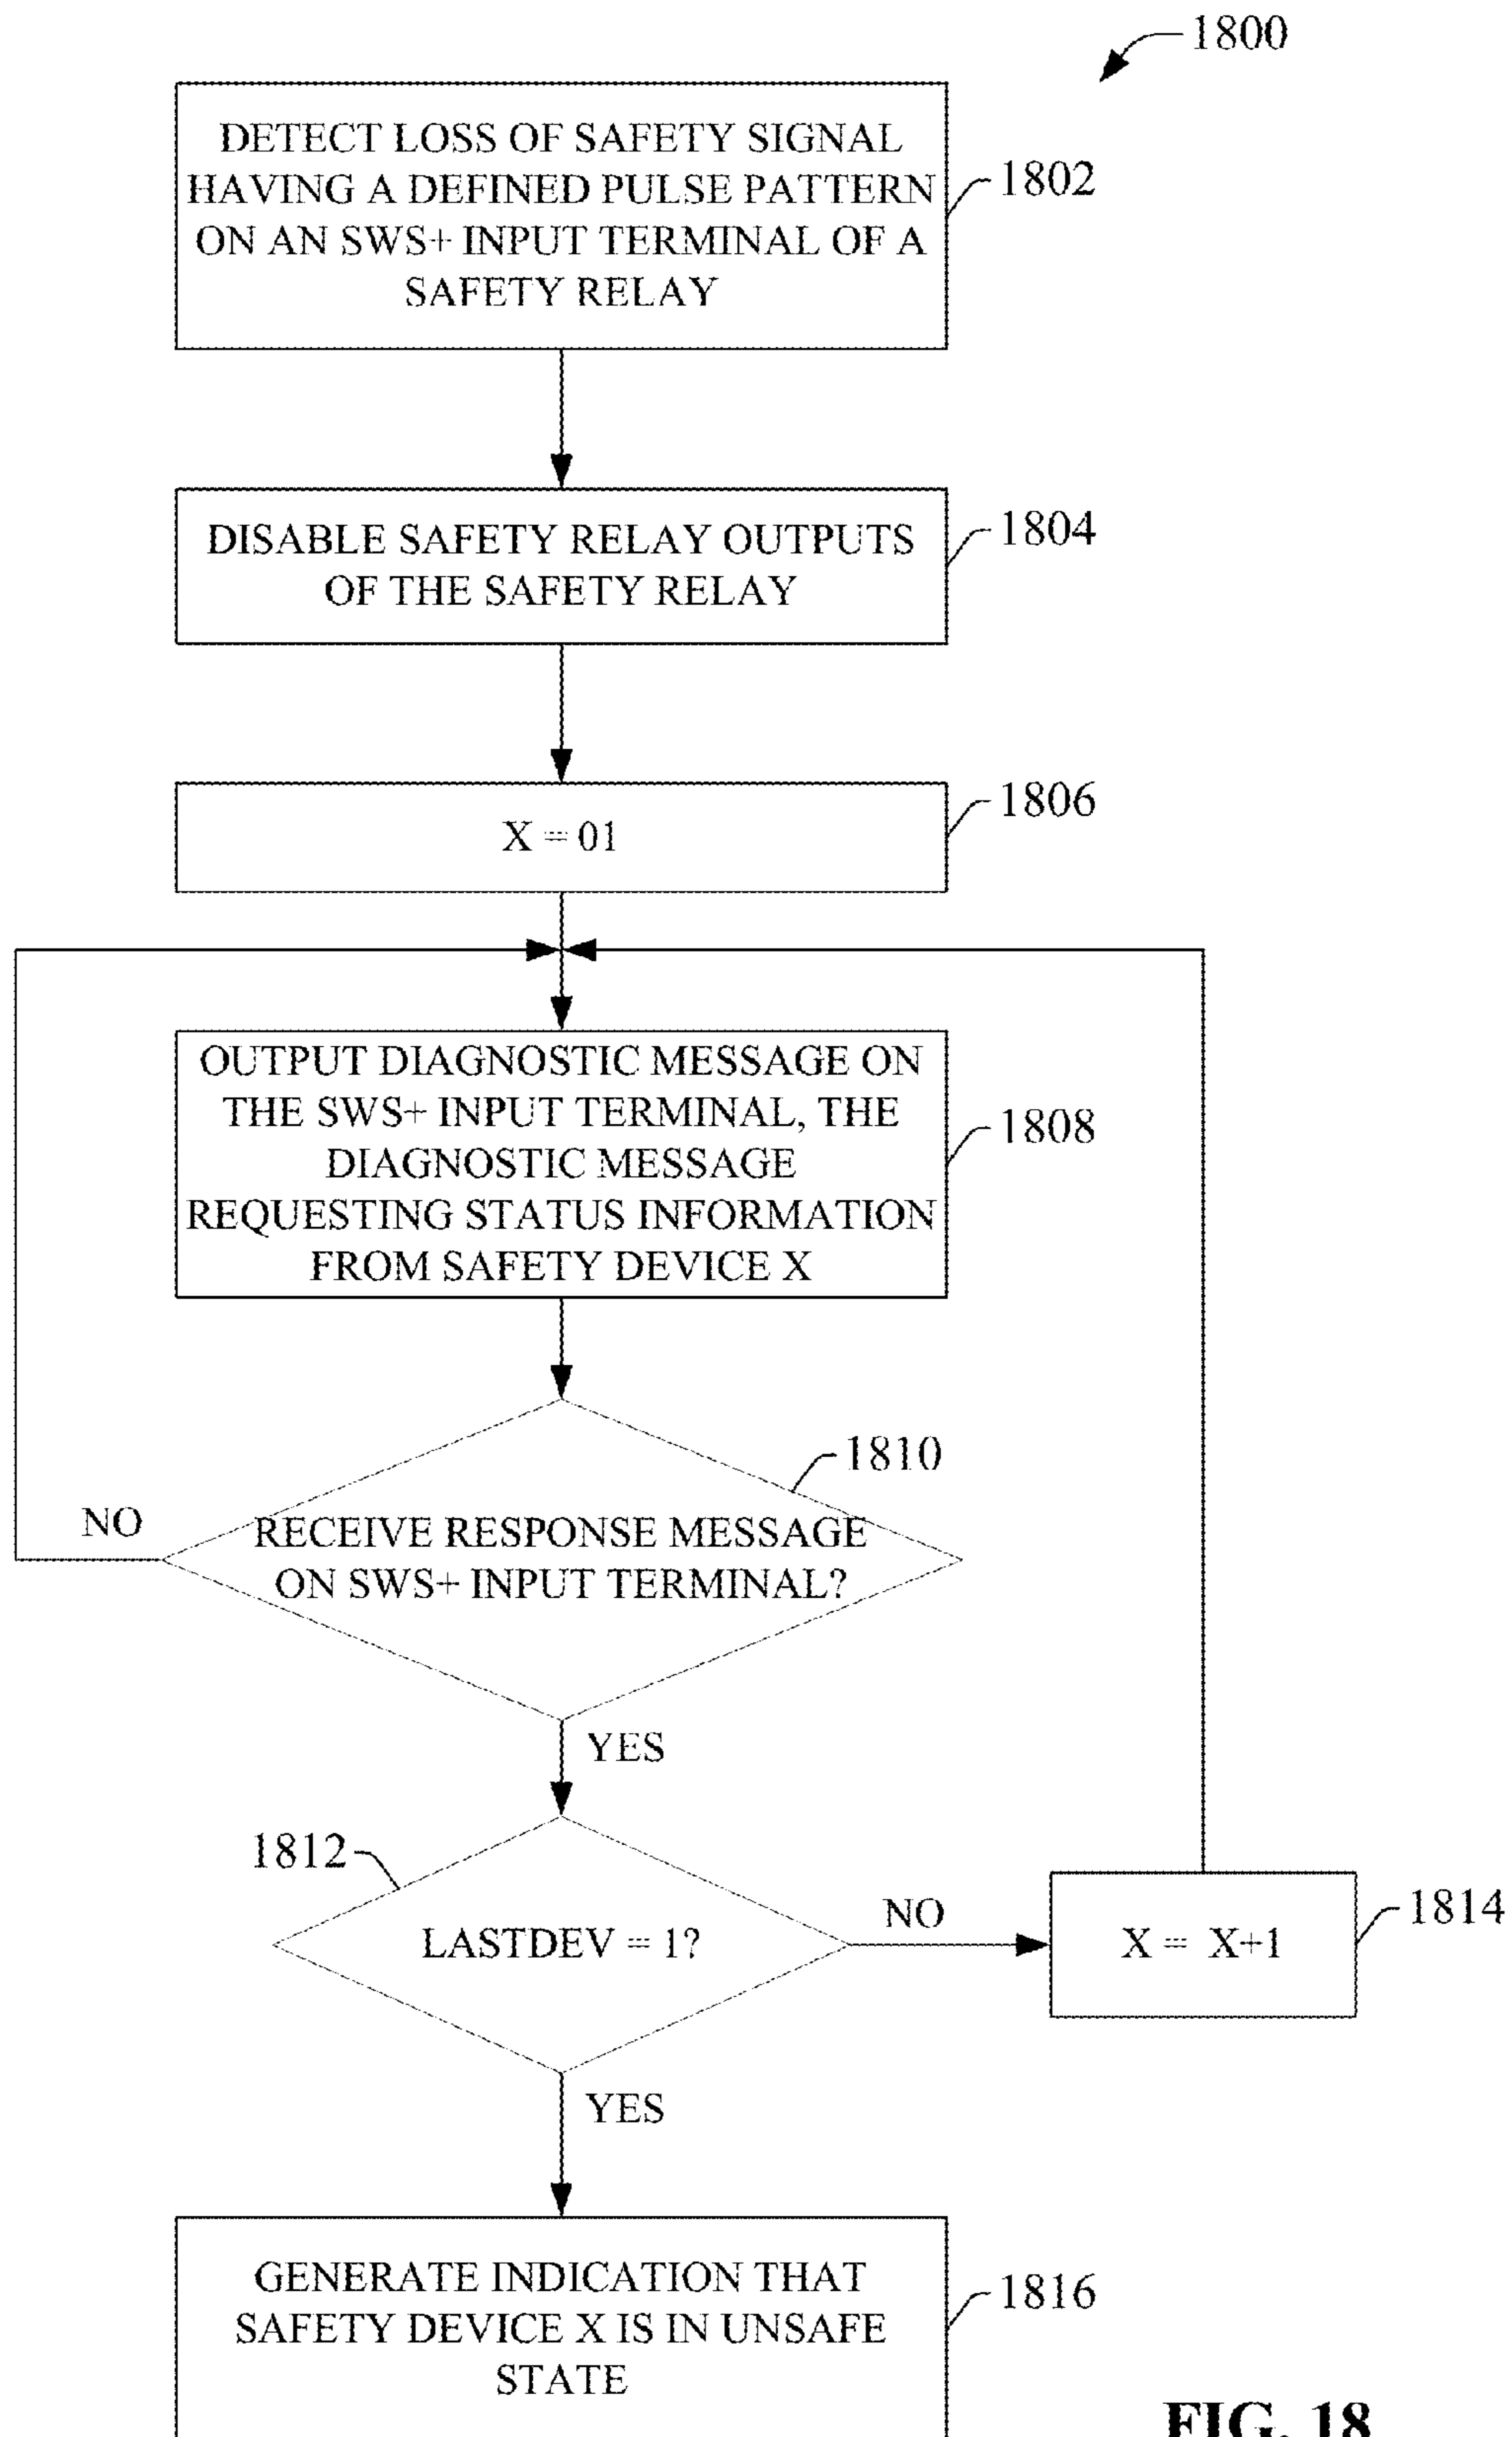 1800
DETECT LOSS OF SAFETY SIGNAL
HAVING A DEFINED PULSE PATTERN
ON AN SWS+ INPUT TERMINAL OF A
SAFETY RELAY
1802
DISABLE SAFETY RELAY OUTPUTS
OF THE SAFETY RELAY
1804
X = 01
1806
OUTPUT DIAGNOSTIC MESSAGE ON
THE SWS+ INPUT TERMINAL, THE
DIAGNOSTIC MESSAGE
REQUESTING STATUS INFORMATION
FROM SAFETY DEVICE X
1808
1810
NO
RECEIVE RESPONSE MESSAGE
ON SWS+ INPUT TERMINAL?
YES
1812
LASTDEV = 1?
NO
X = X+1
1814
YES
GENERATE INDICATION THAT
SAFETY DEVICE X IS IN UNSAFE
STATE
1816
FIG. 18